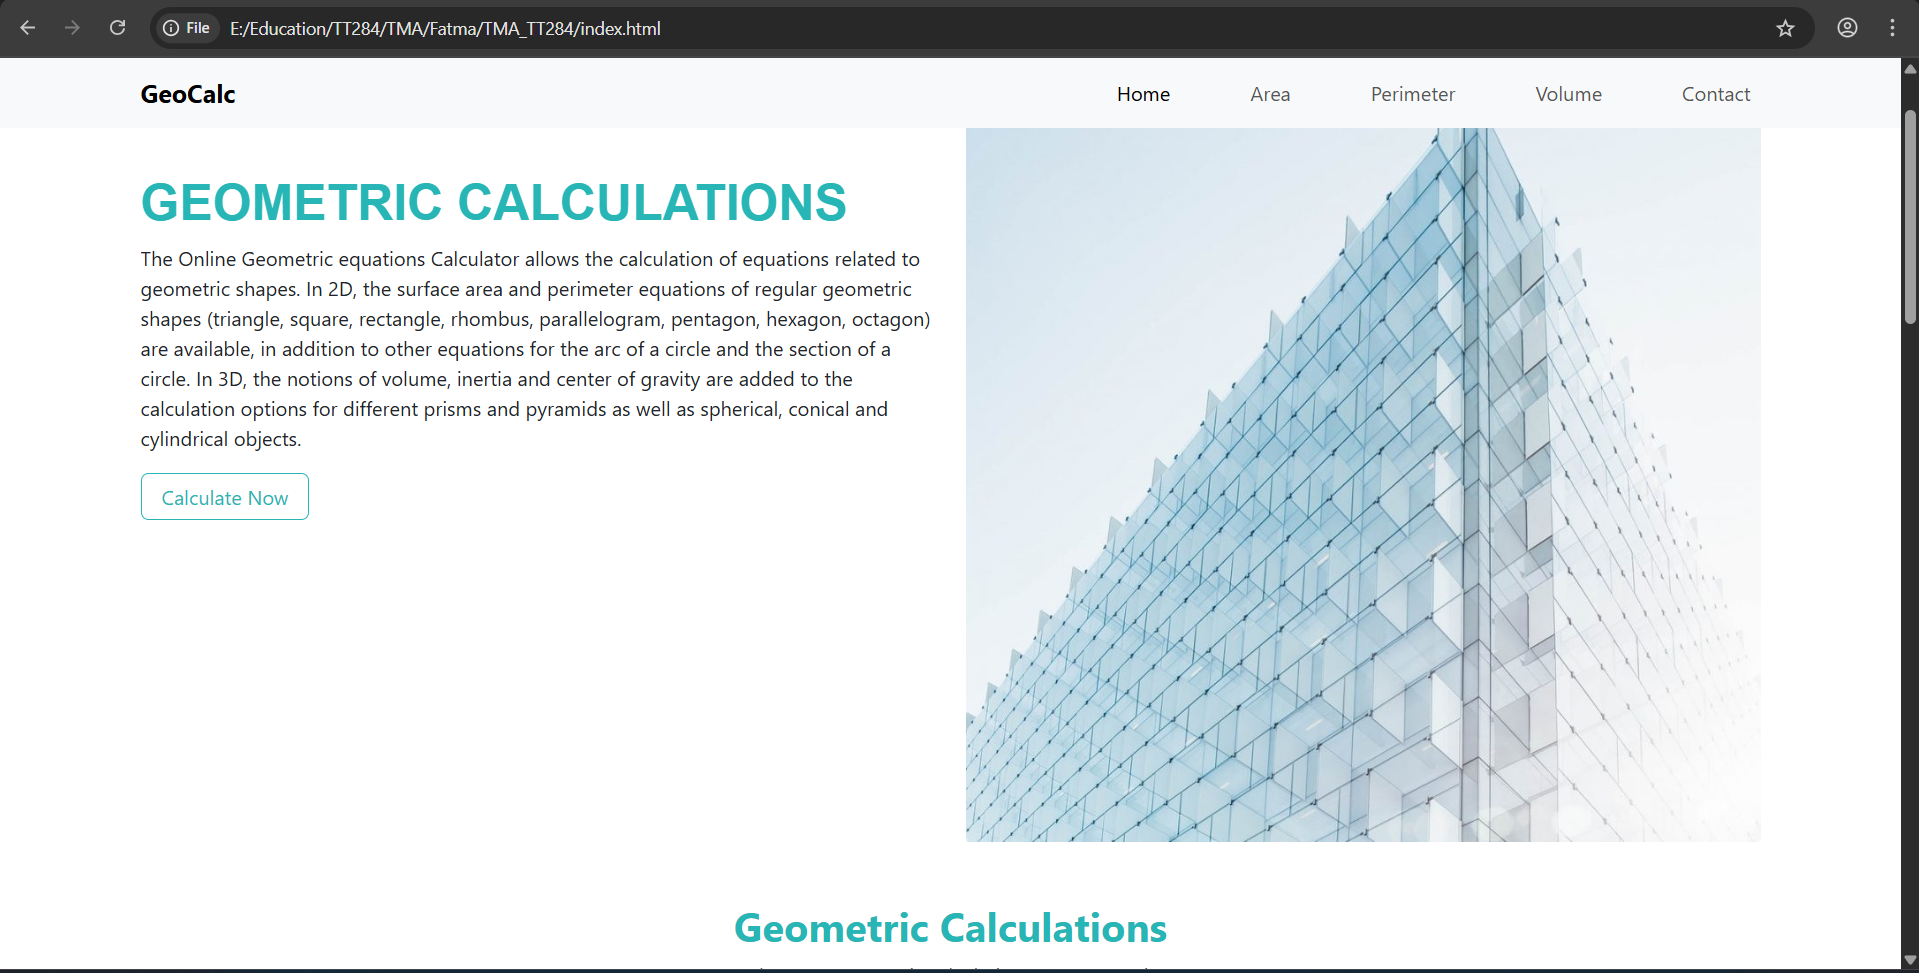 File E:/Education/TT284/TMA/Fatma/TMA_TT284/index.html
GeoCalc Home Area Perimeter Volume Contact
GEOMETRIC CALCULATIONS
The Online Geometric equations Calculator allows the calculation of equations related to
geometric shapes. In 2D, the surface area and perimeter equations of regular geometric
shapes (triangle, square, rectangle, rhombus, parallelogram, pentagon, hexagon, octagon)
are available, in addition to other equations for the arc of a circle and the section of a
circle. In 3D, the notions of volume, inertia and center of gravity are added to the
calculation options for different prisms and pyramids as well as spherical, conical and
cylindrical objects.
Calculate Now
Geometric Calculations